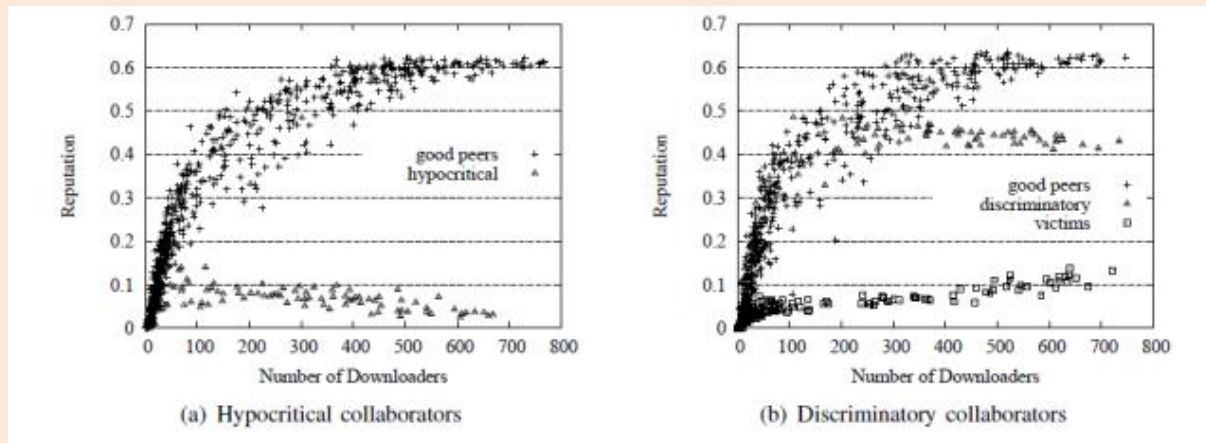 0.7
0.6
0.5
0.4
0.3
0.2
0.1
0
Reputation
good peers
hypocritical
0 100 200 300 400 500 600 700 800
Number of Downloaders
(a) Hypocritical collaborators
0.7
0.6
0.5
0.4
0.3
0.2
0.1
0
Reputation
good peers
discriminatory
victims
0 100 200 300 400 500 600 700 800
Number of Downloaders
(b) Discriminatory collaborators